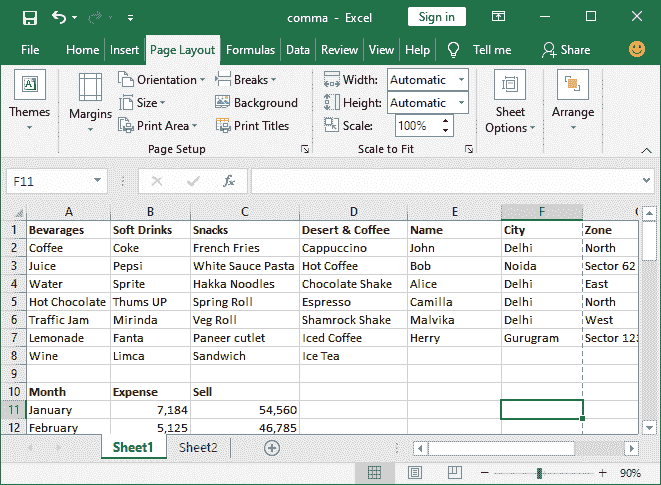 comma - Excel Sign in
File Home Insert Page Layout Formulas Data Review View Help Tell me Share
Themes Margins Orientation Breaks Width: Automatic Sheet Options Arrange
Size Background Height: Automatic
Print Area Print Titles Scale: 100%
Page Setup Scale to Fit
F11 fx
A B C D E F
1 Bevarages Soft Drinks Snacks Desert & Coffee Name City Zone
2 Coffee Coke French Fries Cappuccino John Delhi North
3 Juice Pepsi White Sauce Pasta Hot Coffee Bob Noida Sector 62
4 Water Sprite Hakka Noodles Chocolate Shake Alice Delhi East
5 Hot Chocolate Thums UP Spring Roll Espresso Camilla Delhi North
6 Traffic Jam Mirinda Veg Roll Shamrock Shake Malvika Delhi West
7 Lemonade Fanta Paneer cutlet Iced Coffee Herry Gurugram Sector
8 Wine Limca Sandwich Ice Tea
9
10 Month Expense Sell
11 January 7,184 54,560
12 February 5,125 46,785
Sheet1 Sheet2
90%